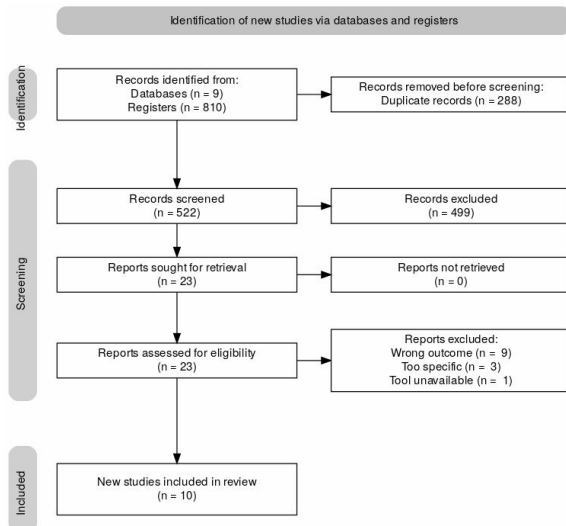 Identification of new studies via databases and registers
Identification
Records identified from:
Databases (n = 9)
Registers (n = 810)
Records removed before screening:
Duplicate records (n = 288)
Screening
Records screened
(n = 522)
Records excluded
(n = 499)
Reports sought for retrieval
(n = 23)
Reports not retrieved
(n = 0)
Reports assessed for eligibility
(n = 23)
Reports excluded:
Wrong outcome (n = 9)
Too specific (n = 3)
Tool unavailable (n = 1)
Included
New studies included in review
(n = 10)